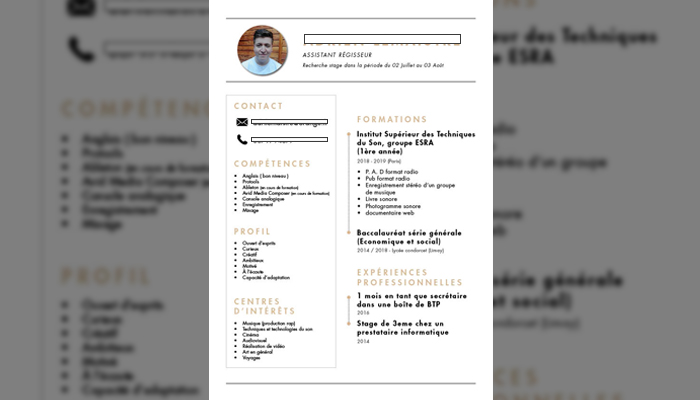 ASSISTANT RÉGISSEUR
Recherche stage dans la période du 02 Juillet au 03 Août
CONTACT
COMPÉTENCES
Anglais (bon niveau)
Protools
Ableton (en cours de formation)
Avid Media Composer (en cours de formation)
Console analogique
Enregistrement
Mixage
PROFIL
Ouvert d'esprits
Curieux
Créatif
Ambitieux
Motivé
À l'écoute
Capacité d'adaptation
CENTRES
D'INTÉRÊTS
Musique (production rap)
Techniques et technologies du son
Cinéma
Audiovisuel
Réalisation de vidéo
Art en général
Voyages
FORMATIONS
Institut Supérieur des Techniques
du Son, groupe ESRA
(1ère année)
2018 - 2019 (Paris)
P. A. D format radio
Pub format radio
Enregistrement stéréo d'un groupe
de musique
Livre sonore
Photogramme sonore
documentaire web
Baccalauréat série générale
(Economique et social)
2014 / 2018 - lycée condorcet (Limay)
EXPÉRIENCES
PROFESSIONNELLES
1 mois en tant que secrétaire
dans une boîte de BTP
2016
Stage de 3eme chez un
prestataire informatique
2014